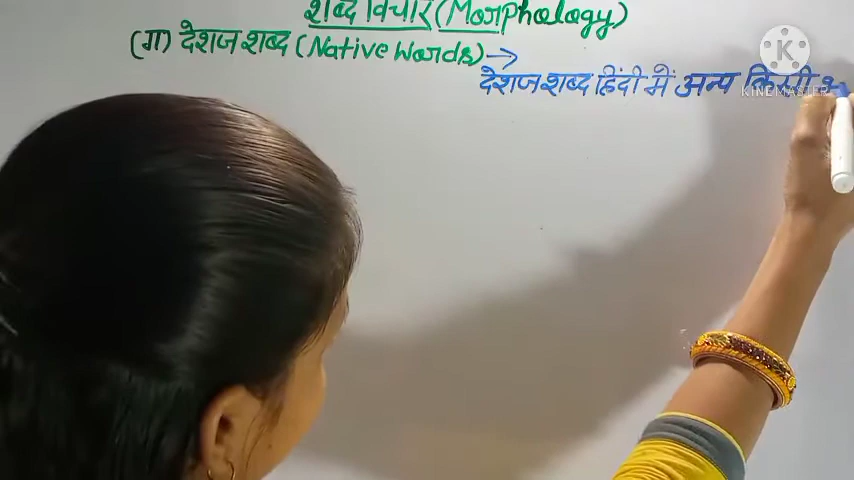 शब्द विचार (Morphology)
(ग) देशज शब्द (Native Words) →
देशज शब्द हिंदी में अन्य किसी
KINEMASTER